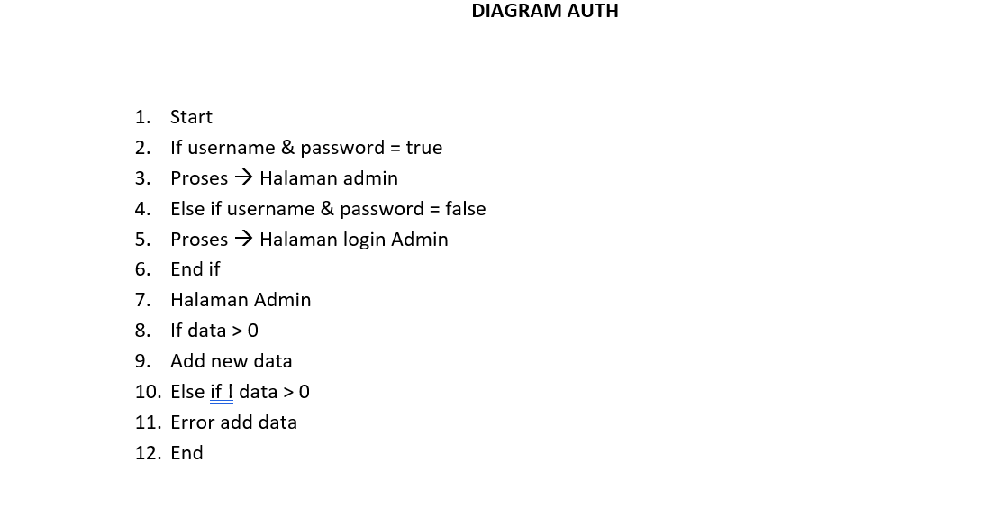 DIAGRAM AUTH
1. Start
2. If username & password = true
3. Proses → Halaman admin
4. Else if username & password = false
5. Proses → Halaman login Admin
6. End if
7. Halaman Admin
8. If data > 0
9. Add new data
10. Else if ! data > 0
11. Error add data
12. End